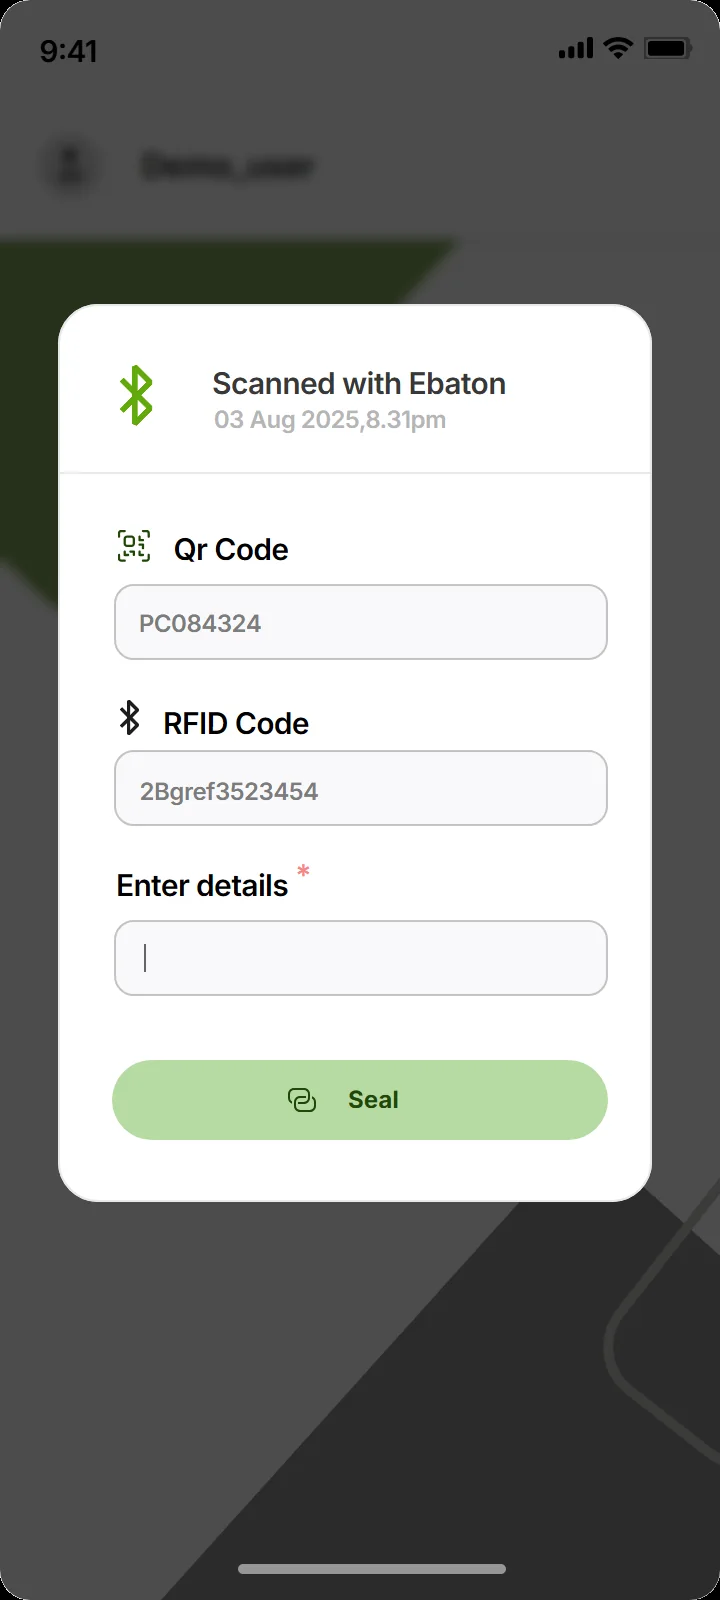 9:41
Demo_user
Scanned with Ebaton
03 Aug 2025,8.31pm
Qr Code
PC084324
RFID Code
2Bgref3523454
Enter details *
Seal